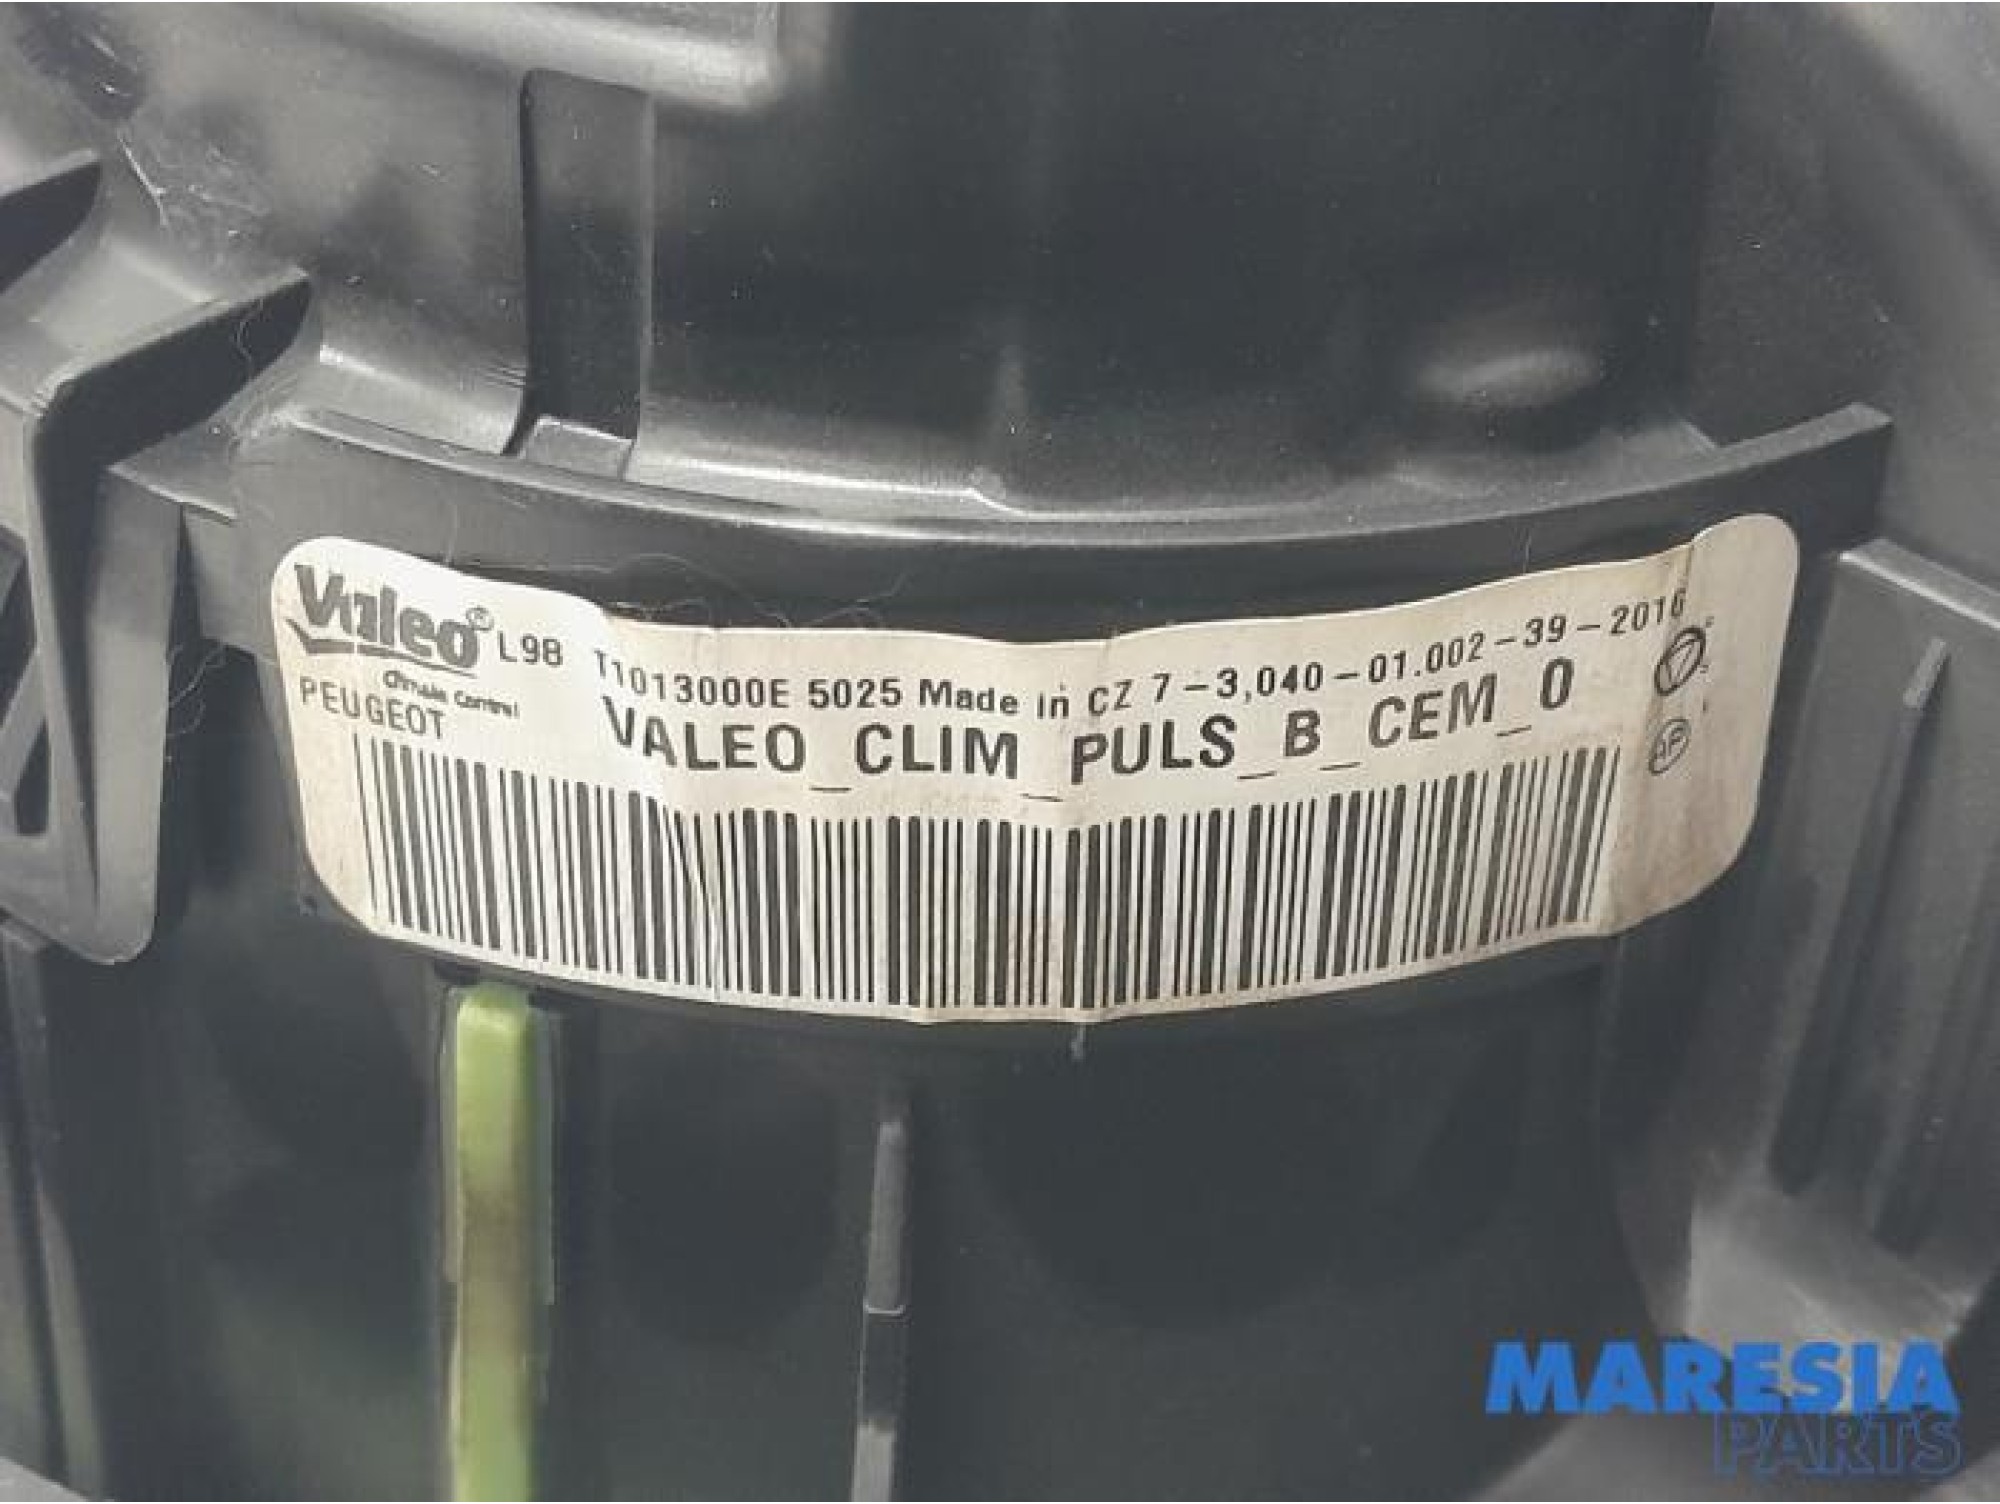 Valeo® L98 T1013000E 5025 Made in CZ 7-3,040-01.002-39-2016
Climate Control
PEUGEOT VALEO_CLIM_PULS_B_CEM_0
MARESIA
PARTS